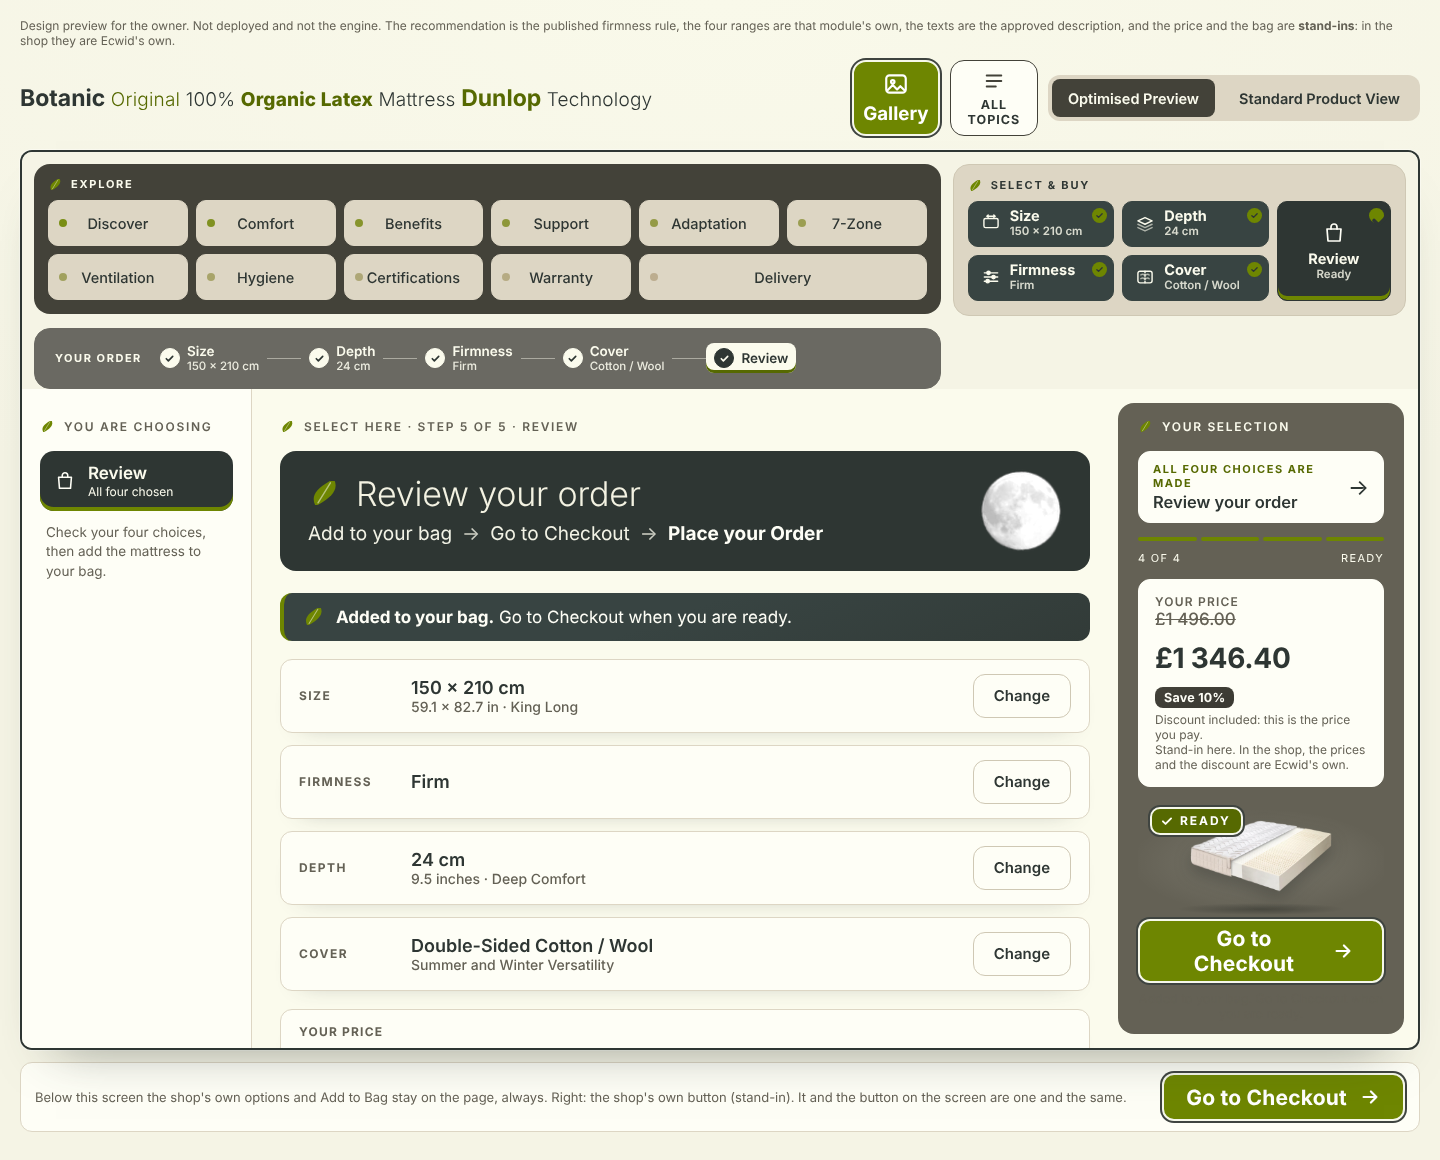 Design preview for the owner. Not deployed and not the engine. The recommendation is the published firmness rule, the four ranges are that module's own, the texts are the approved description, and the price and the bag are stand-ins: in the
shop they are Ecwid's own.
Botanic Original 100% Organic Latex Mattress Dunlop Technology
Gallery
ALL
TOPICS
Optimised Preview
Standard Product View
EXPLORE
Discover
Comfort
Benefits
Support
Adaptation
7-Zone
Ventilation
Hygiene
Certifications
Warranty
Delivery
SELECT & BUY
Size
150 × 210 cm
Depth
24 cm
Firmness
Firm
Cover
Cotton / Wool
Review
Ready
YOUR ORDER
Size
150 × 210 cm
Depth
24 cm
Firmness
Firm
Cover
Cotton / Wool
Review
YOU ARE CHOOSING
Review
All four chosen
Check your four choices,
then add the mattress to
your bag.
SELECT HERE · STEP 5 OF 5 · REVIEW
Review your order
Add to your bag → Go to Checkout → Place your Order
Added to your bag. Go to Checkout when you are ready.
SIZE
150 × 210 cm
59.1 × 82.7 in · King Long
Change
FIRMNESS
Firm
Change
DEPTH
24 cm
9.5 inches · Deep Comfort
Change
COVER
Double-Sided Cotton / Wool
Summer and Winter Versatility
Change
YOUR PRICE
YOUR SELECTION
ALL FOUR CHOICES ARE
MADE
Review your order →
4 OF 4
READY
YOUR PRICE
£1 496.00
£1 346.40
Save 10%
Discount included: this is the price
you pay.
Stand-in here. In the shop, the prices
and the discount are Ecwid's own.
✓ READY
Go to
Checkout →
Below this screen the shop's own options and Add to Bag stay on the page, always. Right: the shop's own button (stand-in). It and the button on the screen are one and the same.
Go to Checkout →